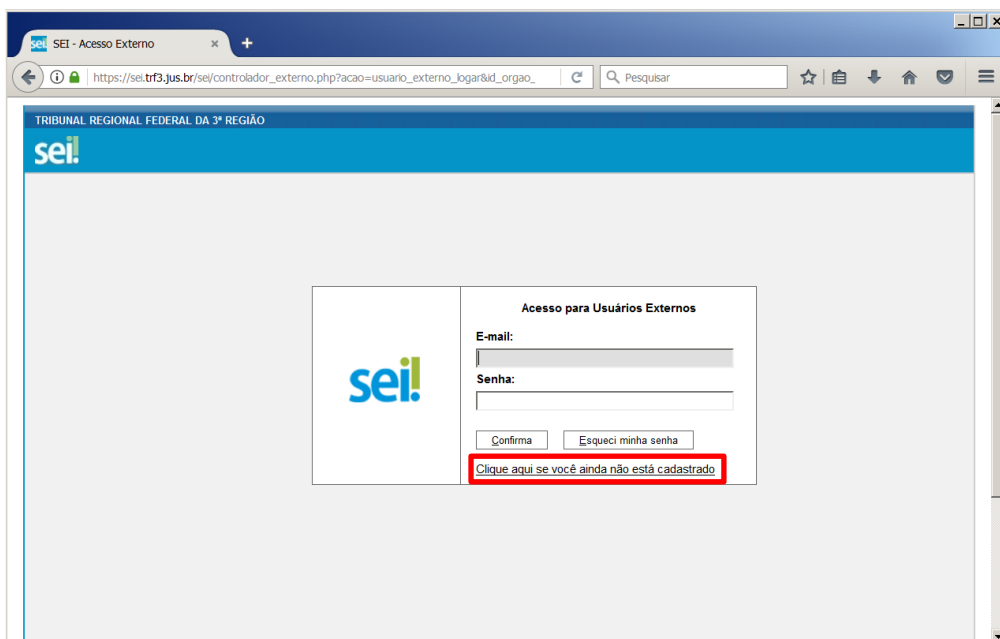 sei! SEI - Acesso Externo
https://sei.trf3.jus.br/sei/controlador_externo.php?acao=usuario_externo_logar&id_orgao_
Pesquisar
TRIBUNAL REGIONAL FEDERAL DA 3ª REGIÃO
sei!
Acesso para Usuários Externos
E-mail:
sei!
Senha:
Confirma
Esqueci minha senha
Clique aqui se você ainda não está cadastrado